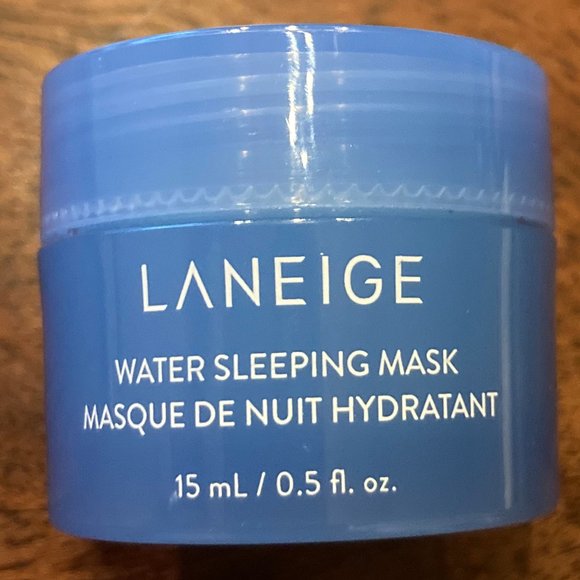 LANEIGE
WATER SLEEPING MASK
MASQUE DE NUIT HYDRATANT
15 mL / 0.5 fl. oz.